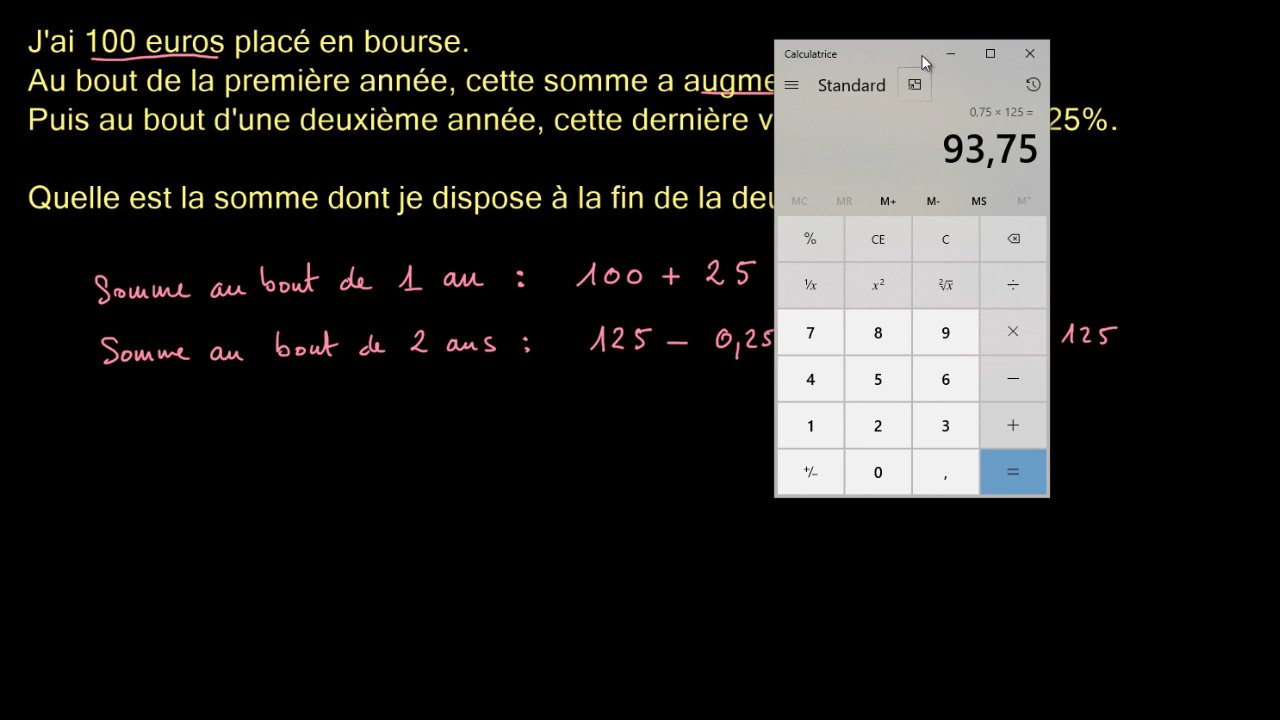 J'ai 100 euros placé en bourse.
Au bout de la première année, cette somme a augme
Puis au bout d'une deuxième année, cette dernière v 25%.
Quelle est la somme dont je dispose à la fin de la deu
Somme au bout de 1 an : 100 + 25
Somme au bout de 2 ans : 125 - 0,25 125
Calculatrice
Standard
0,75 × 125 =
93,75
MC MR M+ M- MS M˅
% CE C
¹/x x² ²√x ÷
7 8 9 ×
4 5 6 −
1 2 3 +
+/− 0 , =